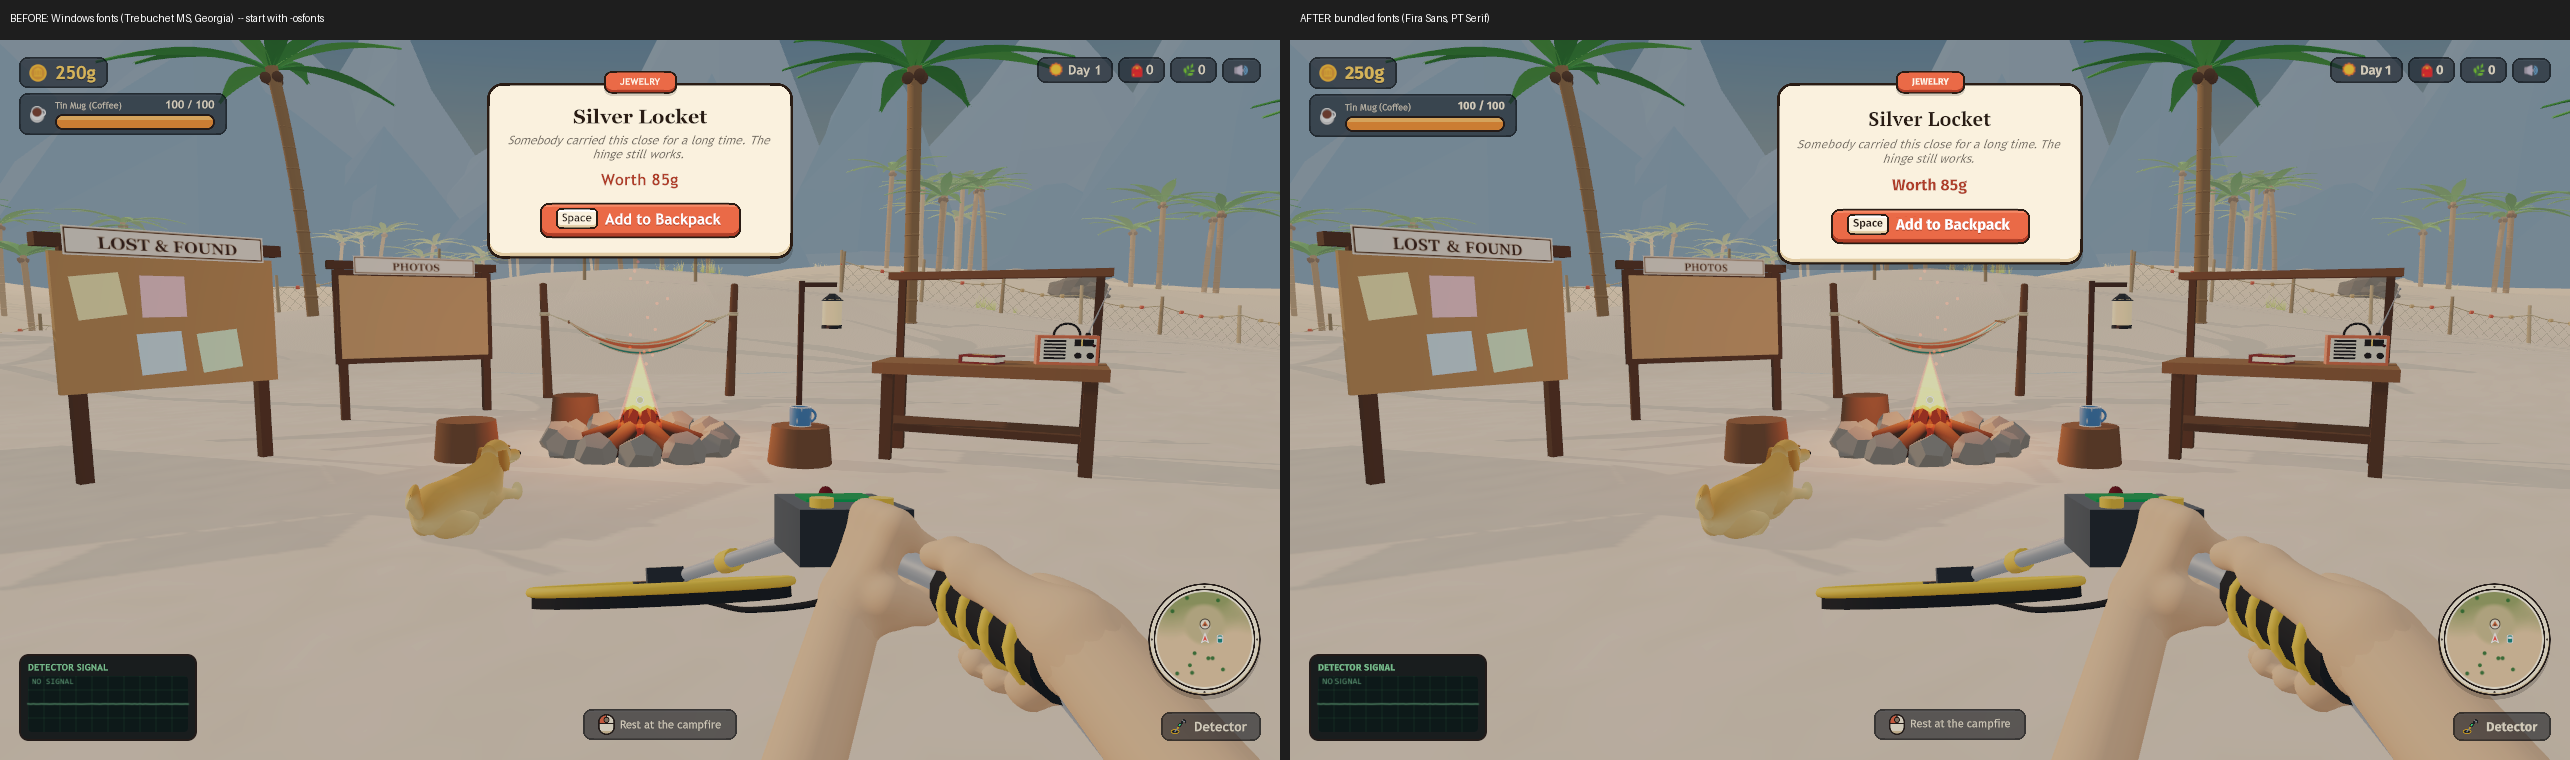 BEFORE: Windows fonts (Trebuchet MS, Georgia) -- start with -osfonts
250g
Tin Mug (Coffee) 100 / 100
JEWELRY
Silver Locket
Somebody carried this close for a long time. The
hinge still works.
Worth 85g
Space Add to Backpack
Day 1 0 0
LOST & FOUND
PHOTOS
DETECTOR SIGNAL
NO SIGNAL
Rest at the campfire
Detector
AFTER: bundled fonts (Fira Sans, PT Serif)
250g
Tin Mug (Coffee) 100 / 100
JEWELRY
Silver Locket
Somebody carried this close for a long time. The
hinge still works.
Worth 85g
Space Add to Backpack
Day 1 0 0
LOST & FOUND
PHOTOS
DETECTOR SIGNAL
NO SIGNAL
Rest at the campfire
Detector